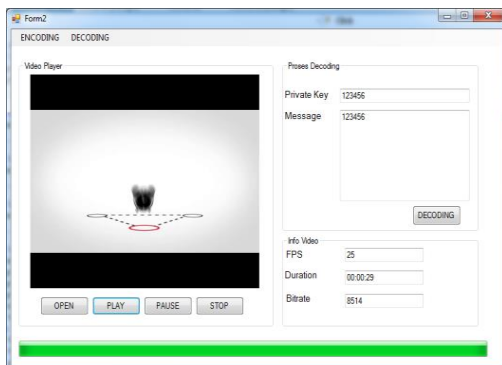 Form2
ENCODING DECODING
Video Player
OPEN PLAY PAUSE STOP
Proses Decoding
Private Key 123456
Message 123456
DECODING
Info Video
FPS 25
Duration 00:00:29
Bitrate 8514